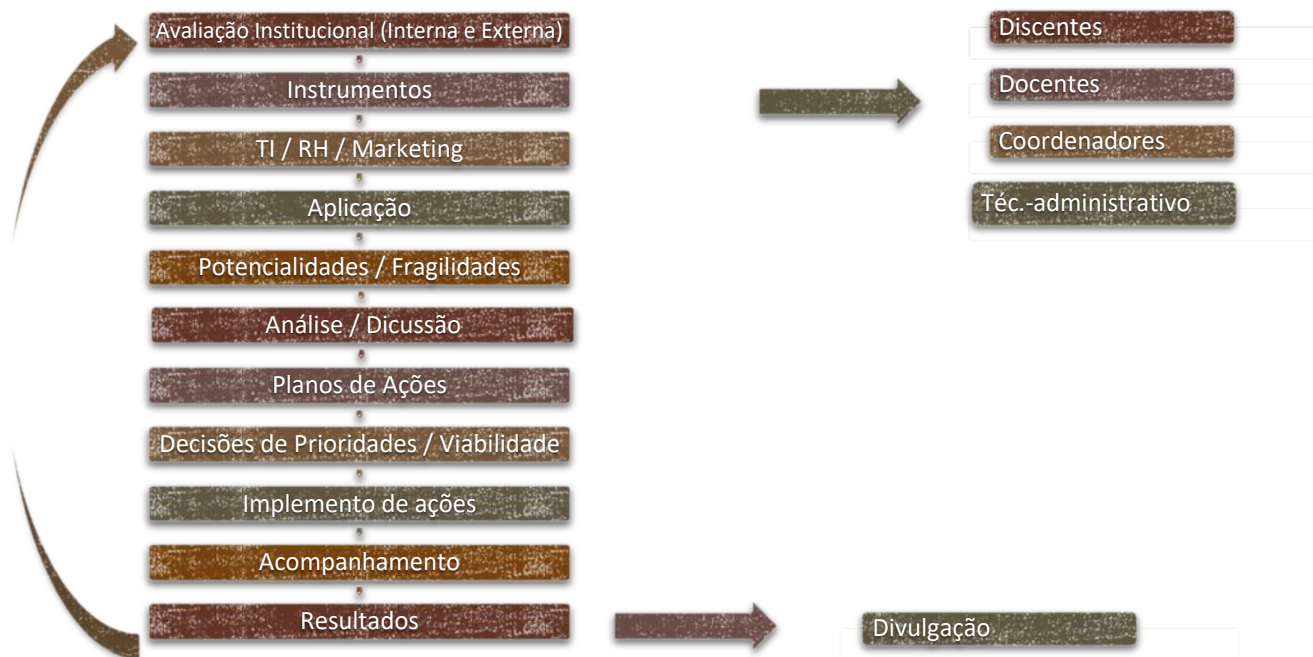 Avaliação Institucional (Interna e Externa)
Instrumentos
TI / RH / Marketing
Aplicação
Potencialidades / Fragilidades
Análise / Dicussão
Planos de Ações
Decisões de Prioridades / Viabilidade
Implemento de ações
Acompanhamento
Resultados
Discentes
Docentes
Coordenadores
Téc.-administrativo
Divulgação